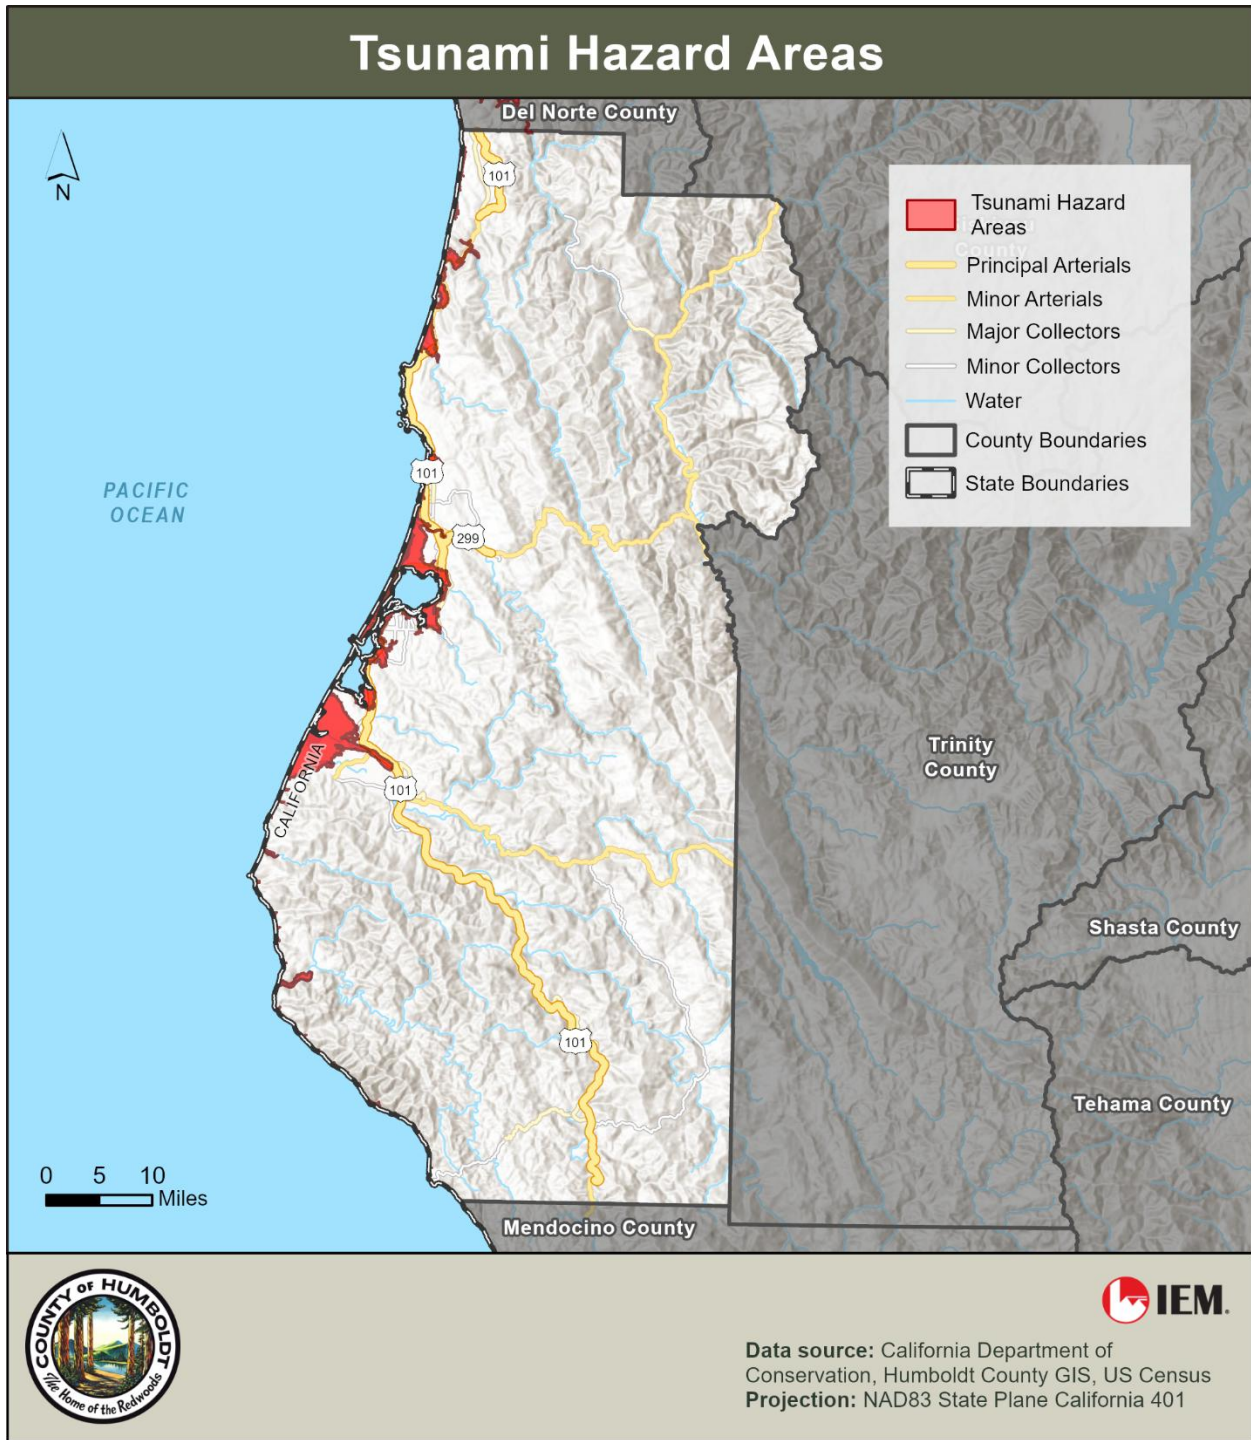 Tsunami Hazard Areas
Del Norte County
N
101
Tsunami Hazard
Areas
County
Principal Arterials
Minor Arterials
Major Collectors
Minor Collectors
Water
County Boundaries
State Boundaries
101
299
PACIFIC
OCEAN
CALIFORNIA
101
Trinity
County
Shasta County
101
Tehama County
0 5 10
Miles
Mendocino County
COUNTY OF HUMBOLDT
The Home of the Redwoods
IEM.
Data source: California Department of
Conservation, Humboldt County GIS, US Census
Projection: NAD83 State Plane California 401